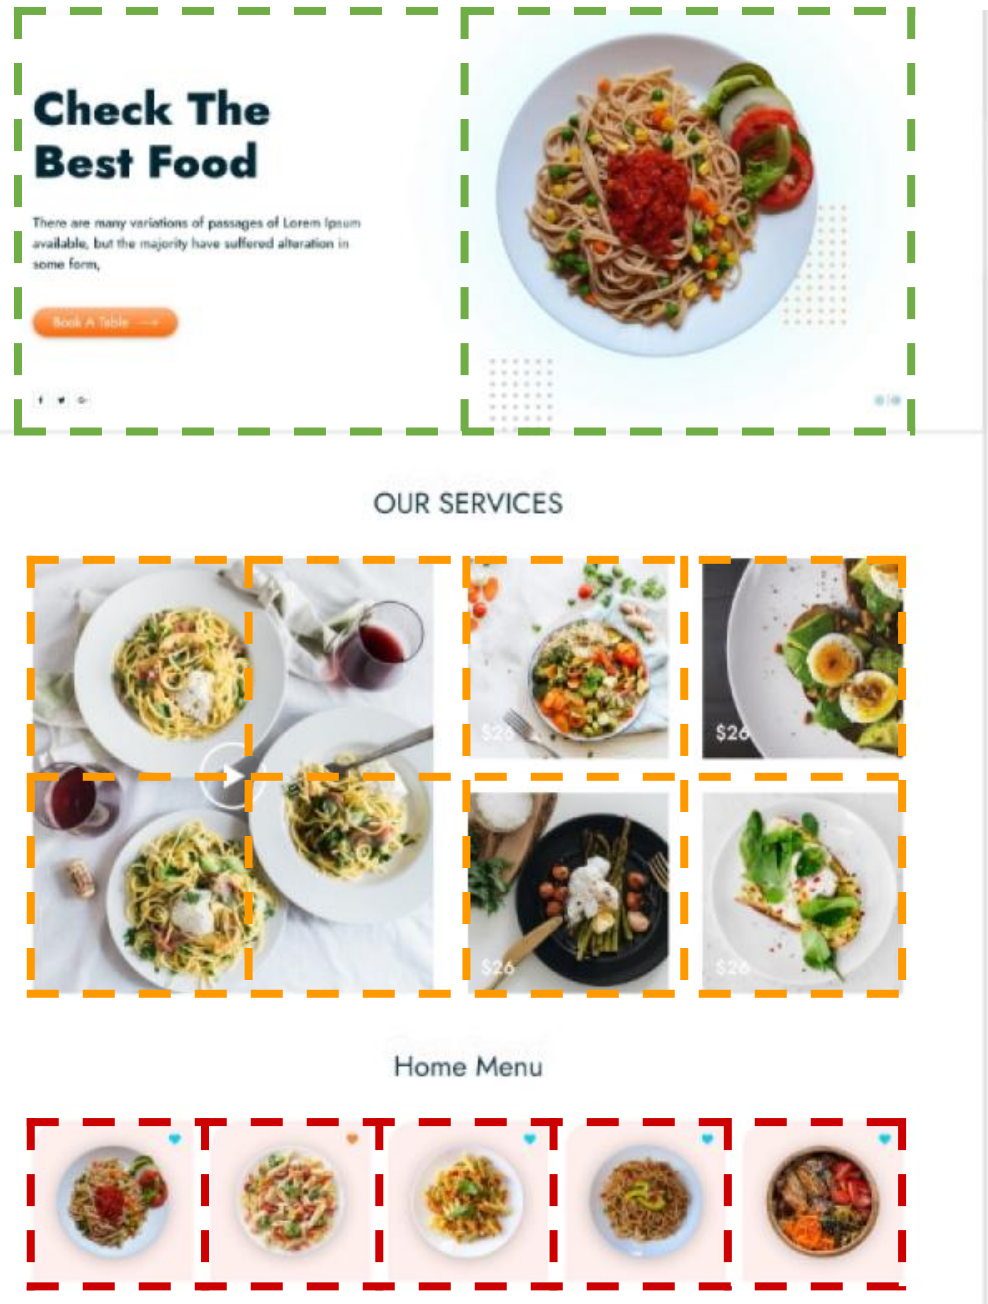 Check The
Best Food
There are many variations of passages of Lorem Ipsum
available, but the majority have suffered alteration in
some form,
Book A Table
f G+
OUR SERVICES
$26 $26
$26 $26
Home Menu